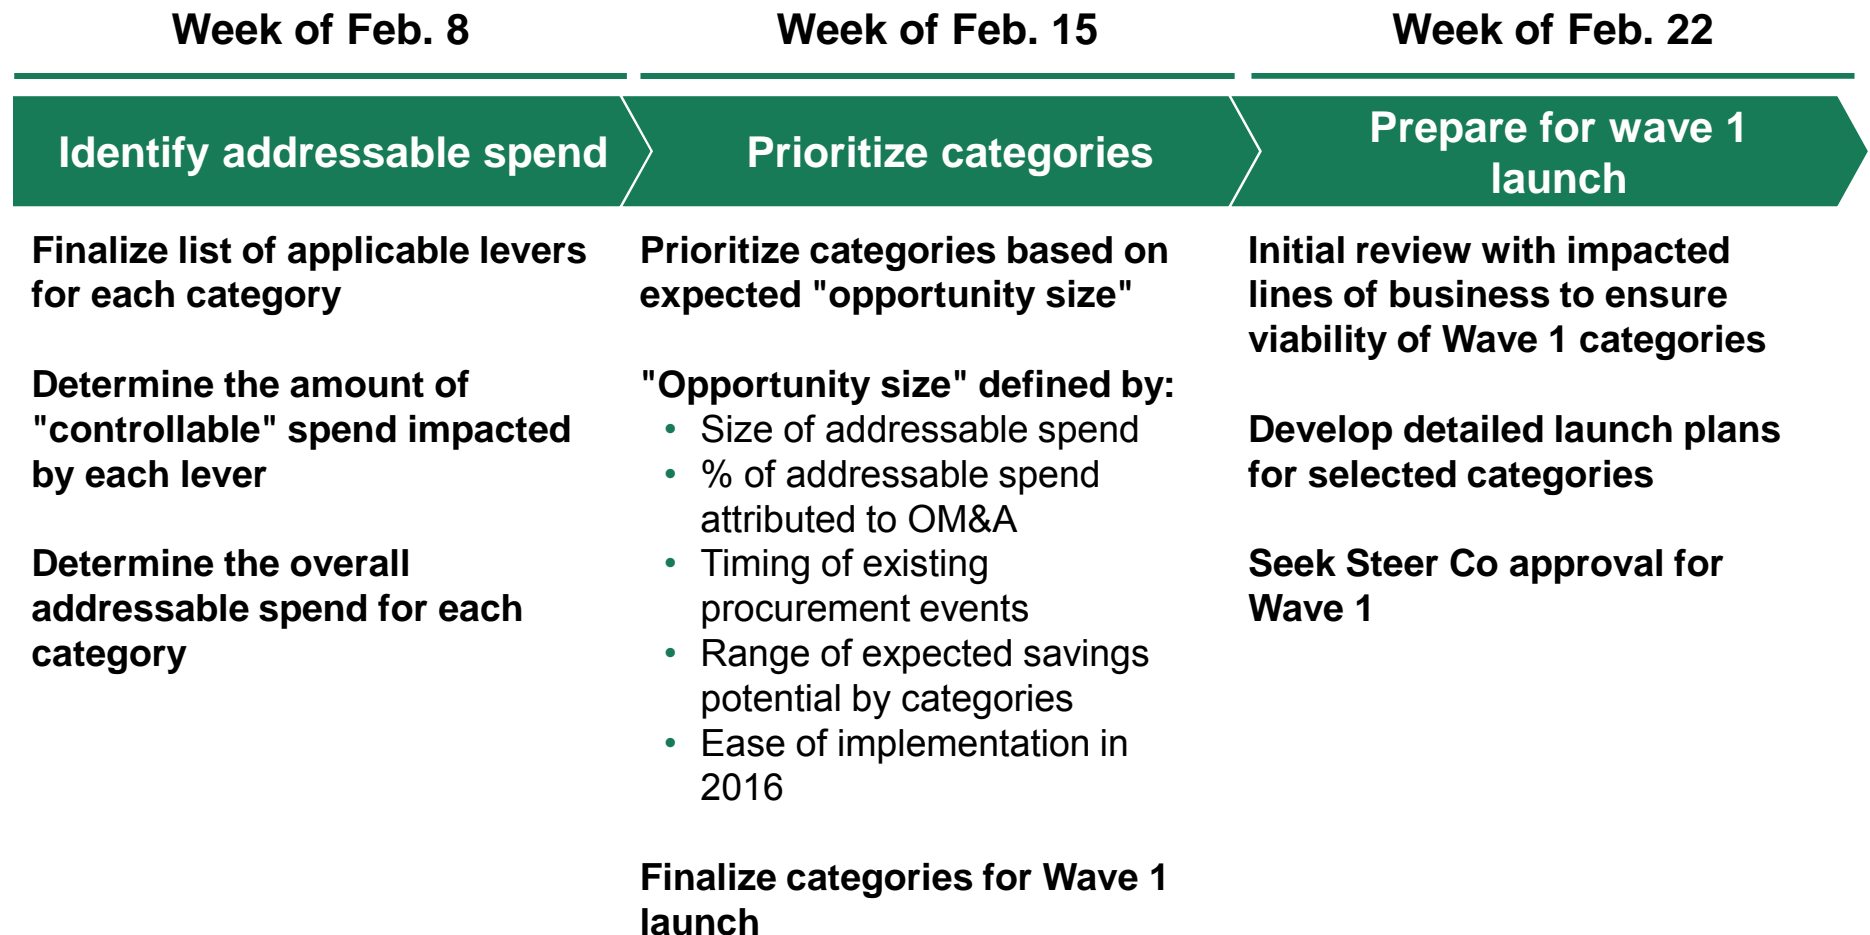 Week of Feb. 8
Week of Feb. 15
Week of Feb. 22
Identify addressable spend
Prioritize categories
Prepare for wave 1
launch
Finalize list of applicable levers
for each category
Determine the amount of
"controllable" spend impacted
by each lever
Determine the overall
addressable spend for each
category
Prioritize categories based on
expected "opportunity size"
"Opportunity size" defined by:
• Size of addressable spend
• % of addressable spend
attributed to OM&A
• Timing of existing
procurement events
• Range of expected savings
potential by categories
• Ease of implementation in
2016
Finalize categories for Wave 1
launch
Initial review with impacted
lines of business to ensure
viability of Wave 1 categories
Develop detailed launch plans
for selected categories
Seek Steer Co approval for
Wave 1